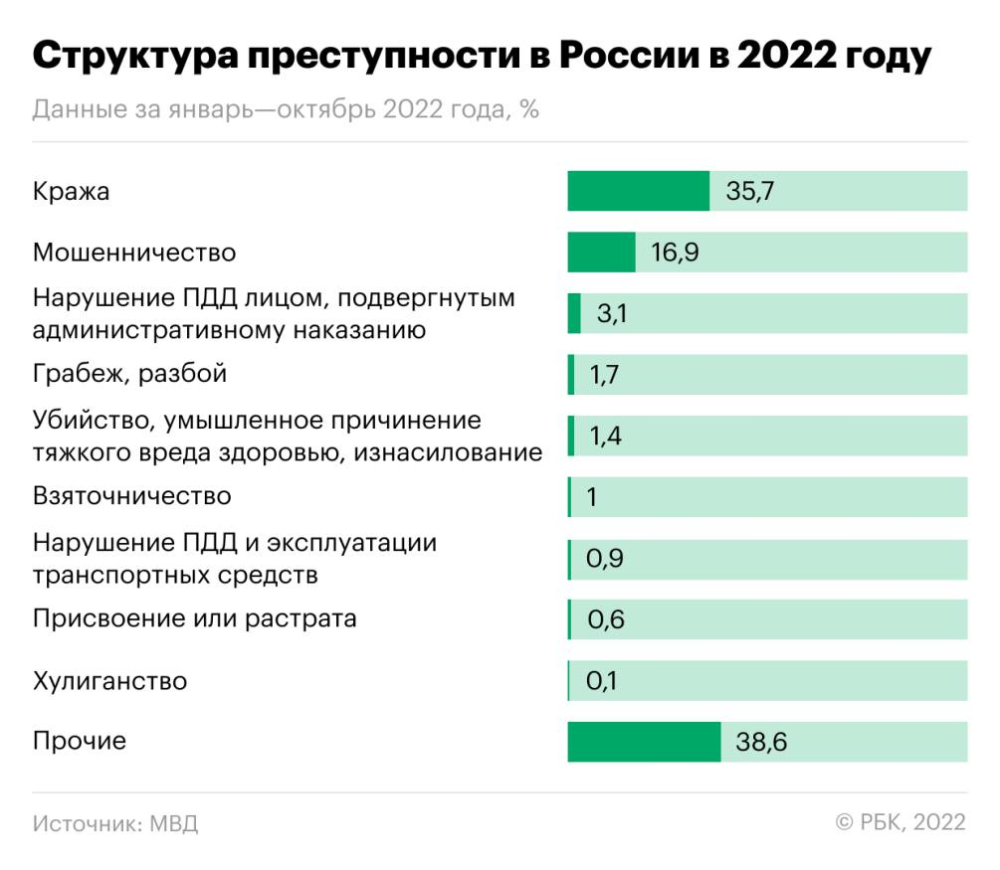 Структура преступности в России в 2022 году
Данные за январь—октябрь 2022 года, %
Кража
35,7
Мошенничество
16,9
Нарушение ПДД лицом, подвергнутым
административному наказанию
3,1
Грабеж, разбой
1,7
Убийство, умышленное причинение
тяжкого вреда здоровью, изнасилование
1,4
Взяточничество
1
Нарушение ПДД и эксплуатации
транспортных средств
0,9
Присвоение или растрата
0,6
Хулиганство
0,1
Прочие
38,6
Источник: МВД
© РБК, 2022